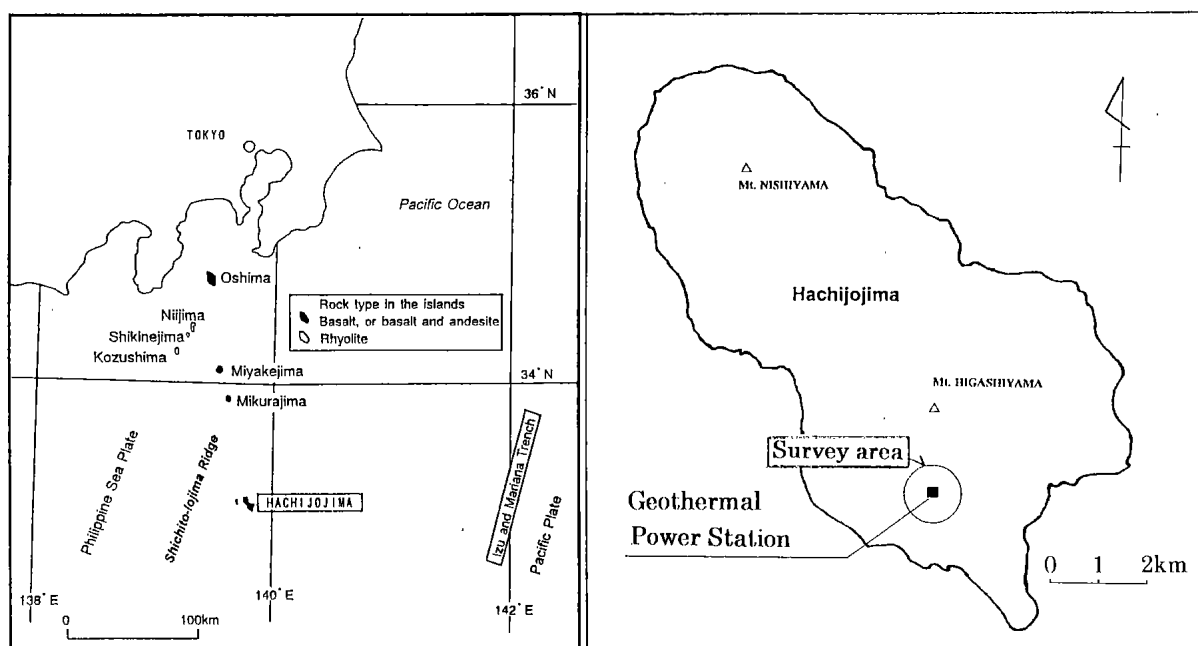 36°N
TOKYO
Pacific Ocean
Oshima
Rock type in the islands
Basalt, or basalt and andesite
Rhyolite
Niijima
Shikinejima
Kozushima
Miyakejima
34°N
Mikurajima
Philippine Sea Plate
Shichito-Iojima Ridge
HACHIJOJIMA
Izu and Mariana Trench
Pacific Plate
138°E
140°E
142°E
0 100km
Mt. NISHIYAMA
Hachijojima
Mt. HIGASHIYAMA
Survey area
Geothermal
Power Station
0 1 2km